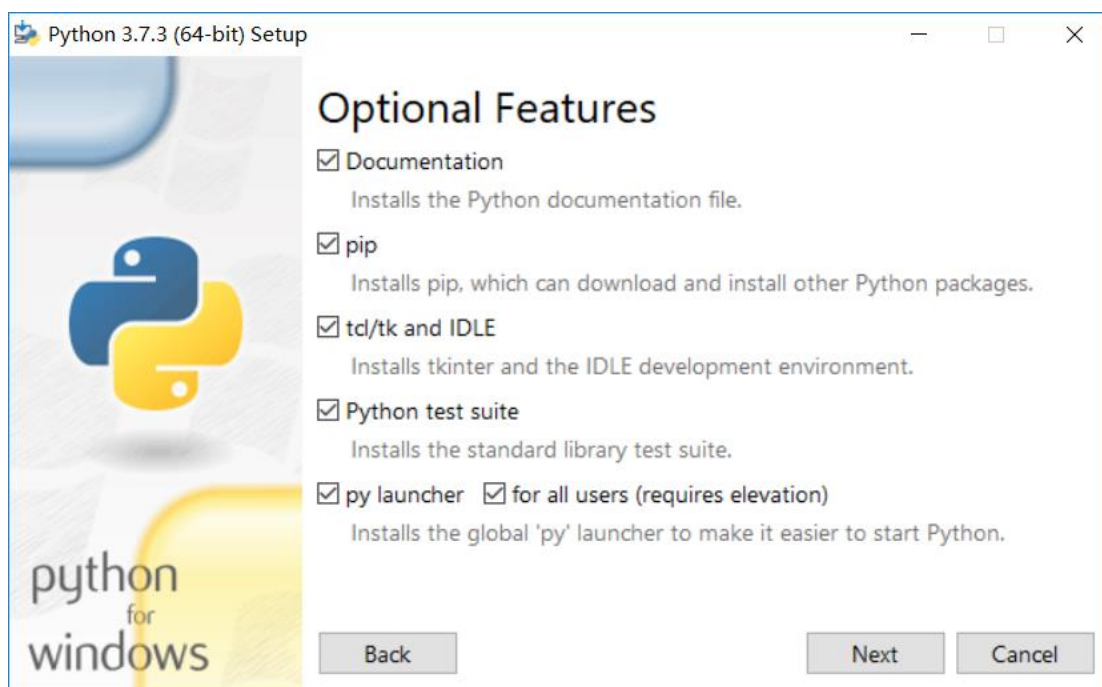 Python 3.7.3 (64-bit) Setup
Optional Features
Documentation
Installs the Python documentation file.
pip
Installs pip, which can download and install other Python packages.
tcl/tk and IDLE
Installs tkinter and the IDLE development environment.
Python test suite
Installs the standard library test suite.
py launcher for all users (requires elevation)
Installs the global 'py' launcher to make it easier to start Python.
python
for
windows
Back Next Cancel